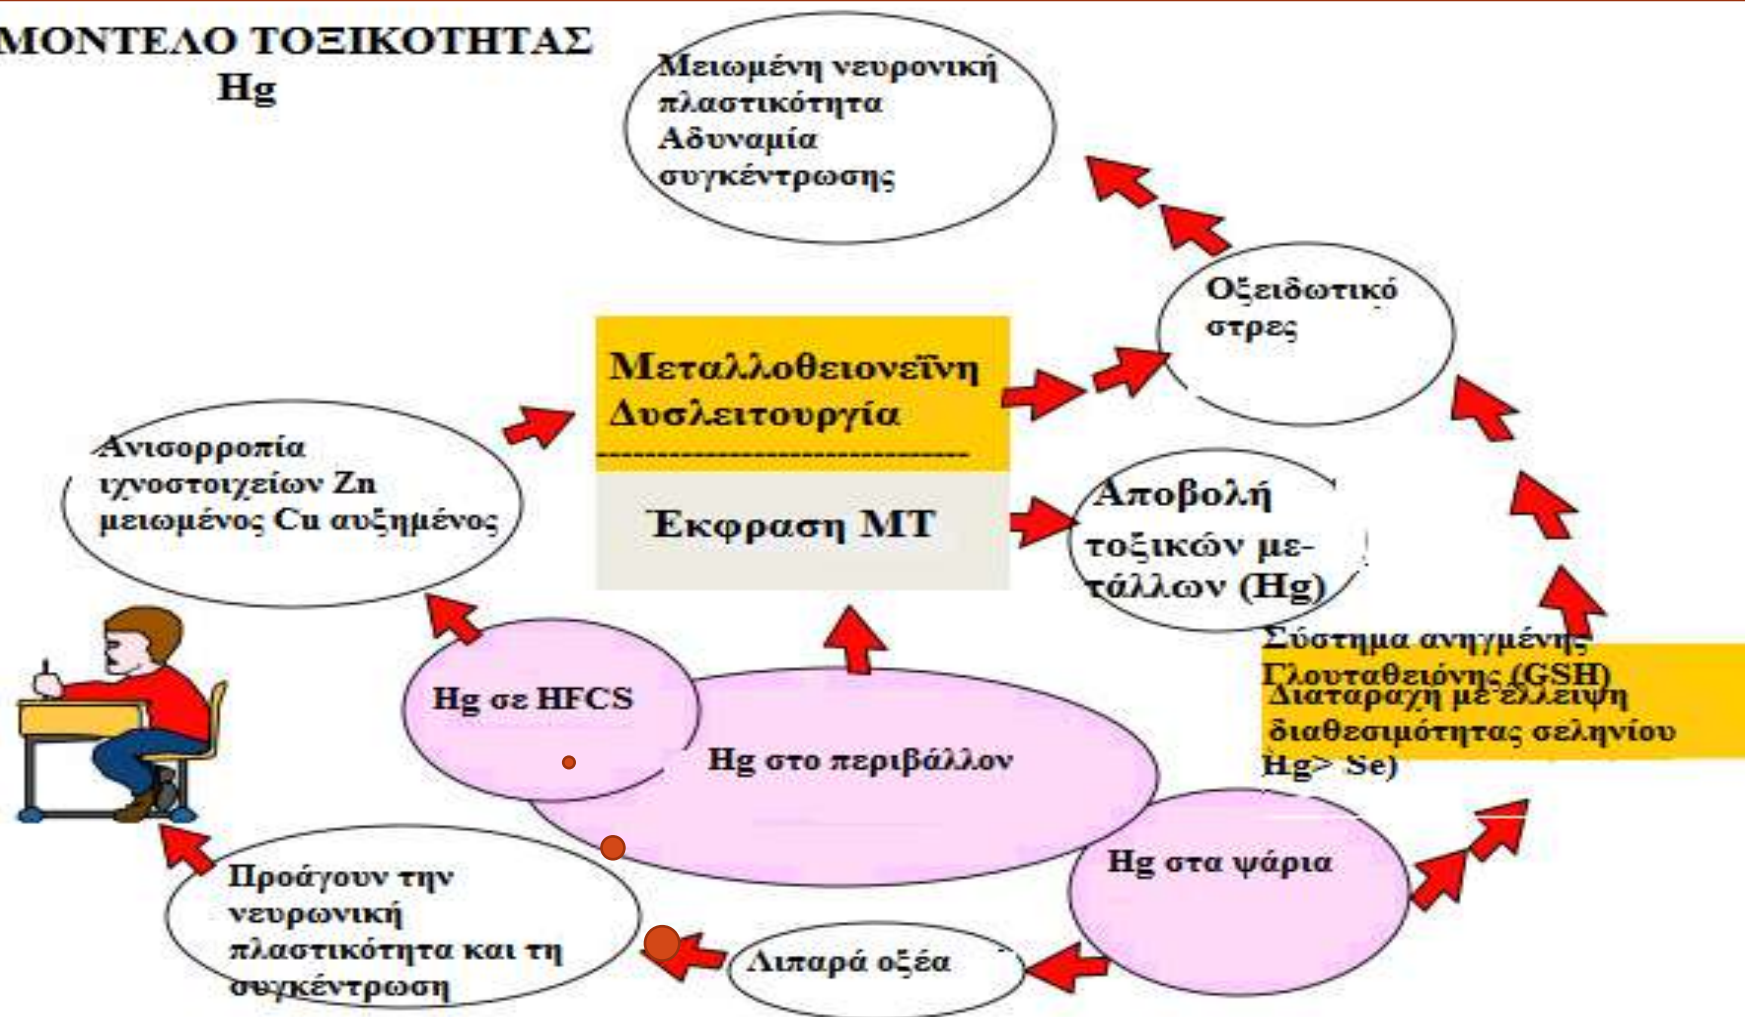 ΜΟΝΤΕΛΟ ΤΟΞΙΚΟΤΗΤΑΣ
Hg
Μειωμένη νευρονική
πλαστικότητα
Αδυναμία
συγκέντρωσης
Οξειδωτικό
στρες
Μεταλλοθειονεΐνη
Δυσλειτουργία
--------------------------------
Έκφραση ΜΤ
Ανισορροπία
ιχνοστοιχείων Zn
μειωμένος Cu αυξημένος
Αποβολή
τοξικών με-
τάλλων (Hg)
Σύστημα ανηγμένης
Γλουταθειόνης (GSH)
Διαταραχή με έλλειψη
διαθεσιμότητας σεληνίου
Hg> Se)
Hg σε HFCS
Hg στο περιβάλλον
Hg στα ψάρια
Λιπαρά οξέα
Προάγουν την
νευρωνική
πλαστικότητα και τη
συγκέντρωση